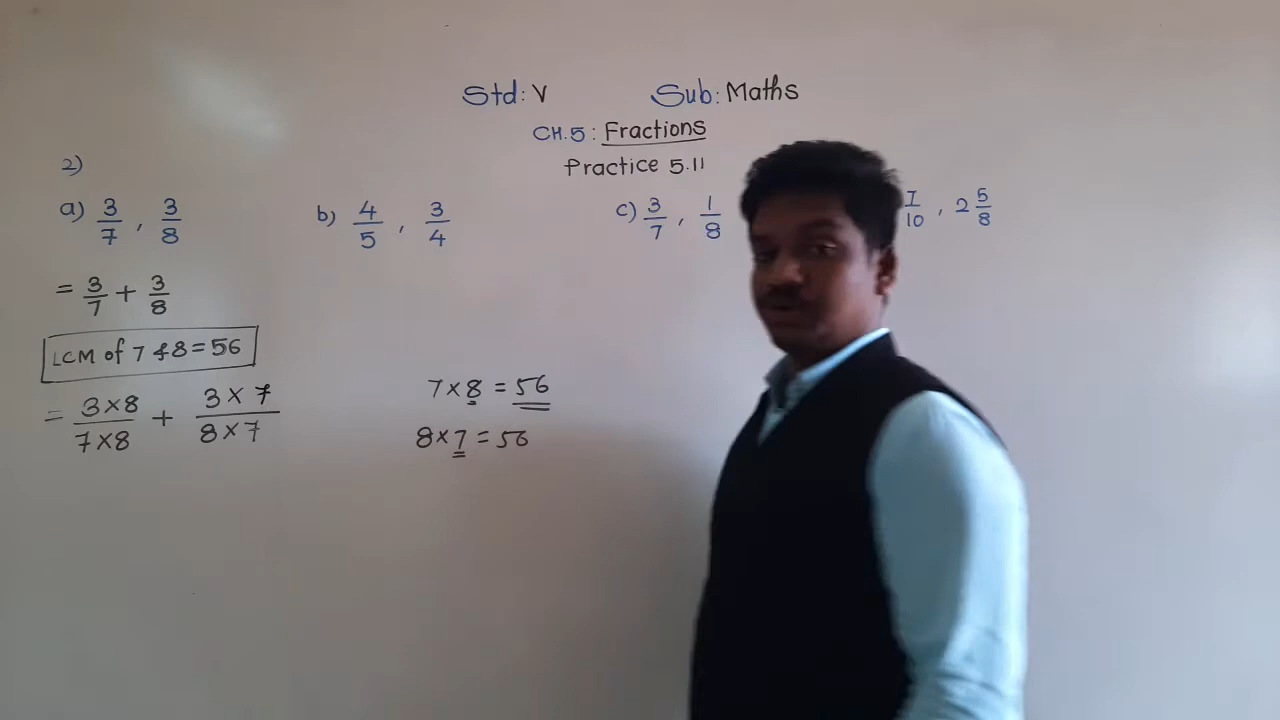 Std: V Sub: Maths
CH.5: Fractions
Practice 5.11
2)
a) 3/7 , 3/8 b) 4/5 , 3/4 c) 3/7 , 1/8 7/10 , 2 5/8
= 3/7 + 3/8
LCM of 7 & 8 = 56
= 3×8/7×8 + 3×7/8×7
7×8 = 56
8×7 = 56